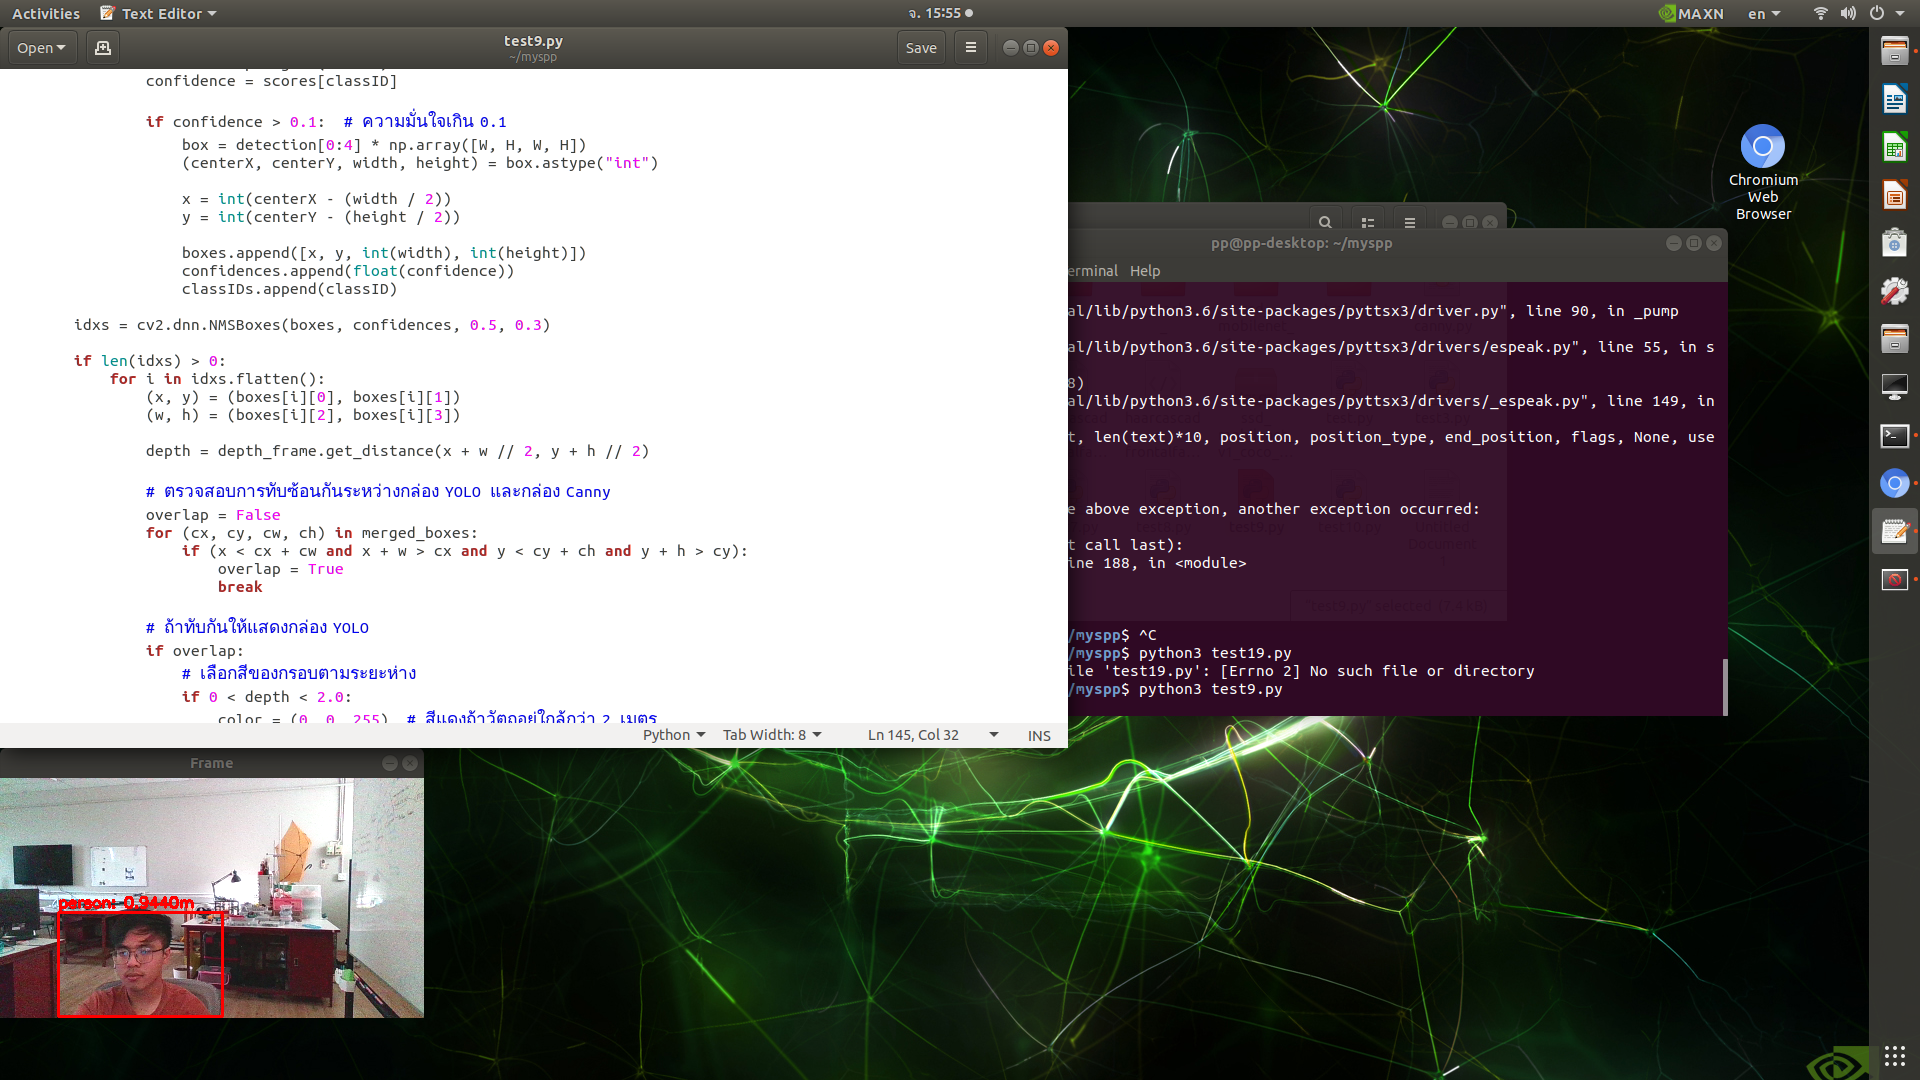 Activities
Text Editor
จ. 15:55
MAXN
en
Open
test9.py
~/myspp
Save
confidence = scores[classID]
if confidence > 0.1:  # ความมั่นใจเกิน 0.1
box = detection[0:4] * np.array([W, H, W, H])
(centerX, centerY, width, height) = box.astype("int")
x = int(centerX - (width / 2))
y = int(centerY - (height / 2))
boxes.append([x, y, int(width), int(height)])
confidences.append(float(confidence))
classIDs.append(classID)
idxs = cv2.dnn.NMSBoxes(boxes, confidences, 0.5, 0.3)
if len(idxs) > 0:
for i in idxs.flatten():
(x, y) = (boxes[i][0], boxes[i][1])
(w, h) = (boxes[i][2], boxes[i][3])
depth = depth_frame.get_distance(x + w // 2, y + h // 2)
# ตรวจสอบการทับซ้อนกันระหว่างกล่อง YOLO และกล่อง Canny
overlap = False
for (cx, cy, cw, ch) in merged_boxes:
if (x < cx + cw and x + w > cx and y < cy + ch and y + h > cy):
overlap = True
break
# ถ้าทับกันให้แสดงกล่อง YOLO
if overlap:
# เลือกสีของกรอบตามระยะห่าง
if 0 < depth < 2.0:
color = (0, 0, 255)  # สีแดงถ้าวัตถุอยู่ใกล้กว่า 2 เมตร
Python
Tab Width: 8
Ln 145, Col 32
INS
pp@pp-desktop: ~/myspp
erminal
Help
al/lib/python3.6/site-packages/pyttsx3/driver.py", line 90, in _pump
al/lib/python3.6/site-packages/pyttsx3/drivers/espeak.py", line 55, in s
8)
al/lib/python3.6/site-packages/pyttsx3/drivers/_espeak.py", line 149, in
t, len(text)*10, position, position_type, end_position, flags, None, use
e above exception, another exception occurred:
t call last):
ine 188, in <module>
"test9.py" selected (7.4 kB)
/myspp$ ^C
/myspp$ python3 test19.py
ile 'test19.py': [Errno 2] No such file or directory
/myspp$ python3 test9.py
Chromium
Web
Browser
Frame
person: 0.9440m